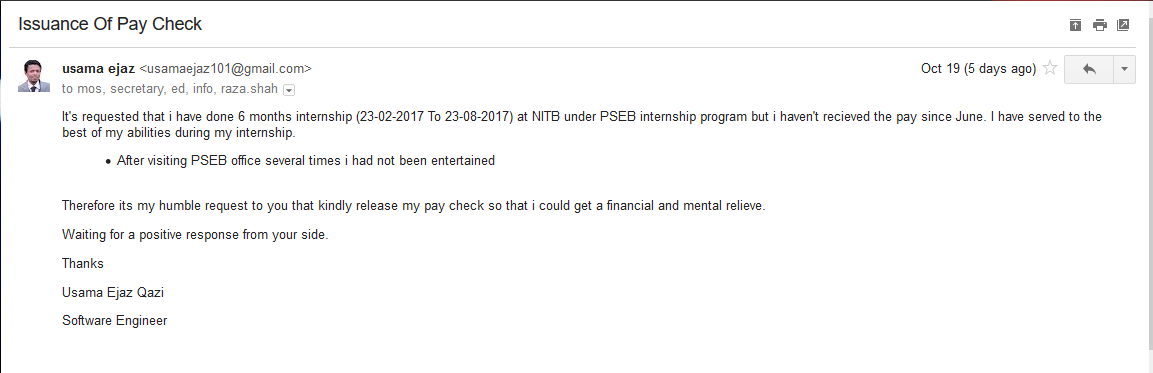 Issuance Of Pay Check
usama ejaz <usamaejaz101@gmail.com>
Oct 19 (5 days ago)
to mos, secretary, ed, info, raza.shah
It's requested that i have done 6 months internship (23-02-2017 To 23-08-2017) at NITB under PSEB internship program but i haven't recieved the pay since June. I have served to the
best of my abilities during my internship.
• After visiting PSEB office several times i had not been entertained
Therefore its my humble request to you that kindly release my pay check so that i could get a financial and mental relieve.
Waiting for a positive response from your side.
Thanks
Usama Ejaz Qazi
Software Engineer